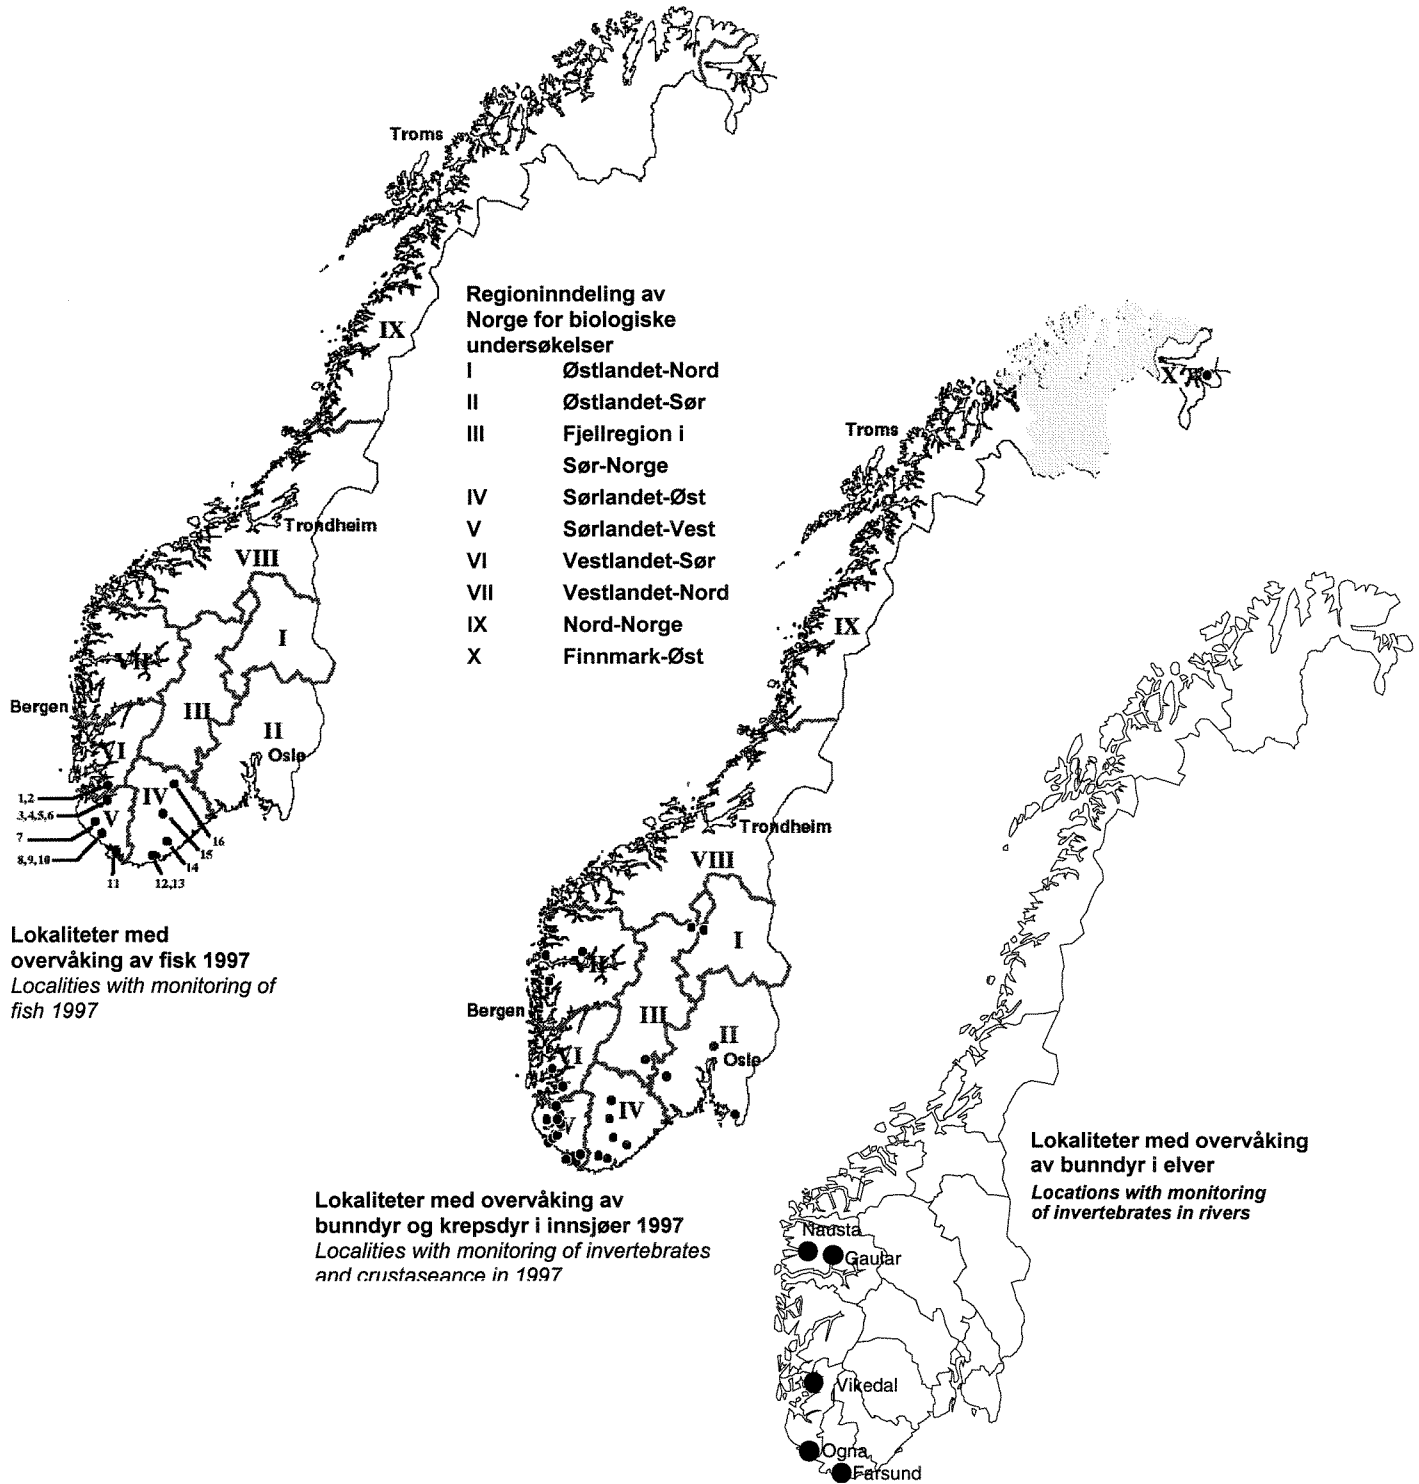 Troms
X
IX
Trondheim
VIII
I
VII
Bergen
III
II
Oslo
VI
IV
V
1,2
3,4,5,6
7
8,9,10
11
12,13
14
15
16
Lokaliteter med
overvåking av fisk 1997
Localities with monitoring of
fish 1997
Regioninndeling av
Norge for biologiske
undersøkelser
I Østlandet-Nord
II Østlandet-Sør
III Fjellregion i
Sør-Norge
IV Sørlandet-Øst
V Sørlandet-Vest
VI Vestlandet-Sør
VII Vestlandet-Nord
IX Nord-Norge
X Finnmark-Øst
X
Troms
IX
Trondheim
VIII
I
VII
Bergen
III
II
Oslo
VI
IV
V
Lokaliteter med overvåking av
bunndyr og krepsdyr i innsjøer 1997
Localities with monitoring of invertebrates
and crustaseance in 1997
Lokaliteter med overvåking
av bunndyr i elver
Locations with monitoring
of invertebrates in rivers
Nausta
Gaular
Vikedal
Ogna
Farsund